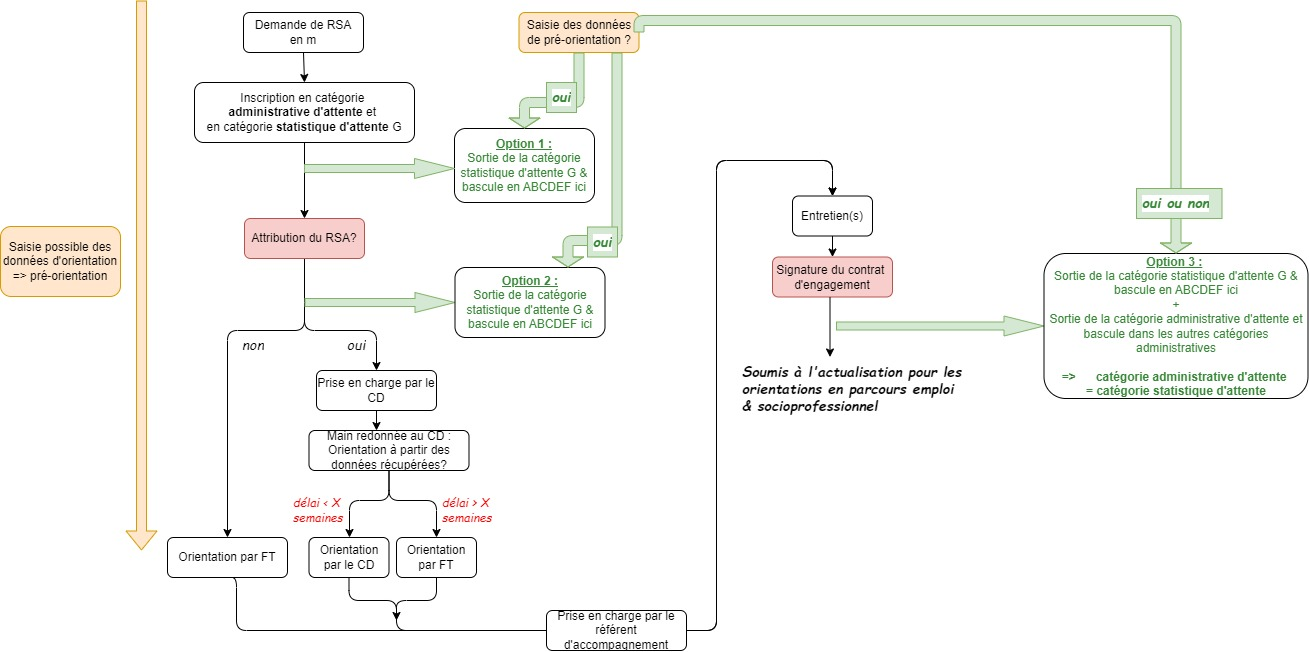 Demande de RSA
en m
Saisie des données
de pré-orientation ?
Inscription en catégorie
administrative d'attente et
en catégorie statistique d'attente G
oui
Option 1 :
Sortie de la catégorie
statistique d'attente G &
bascule en ABCDEF ici
Entretien(s)
oui ou non
Saisie possible des
données d'orientation
=> pré-orientation
Attribution du RSA?
oui
Option 2 :
Sortie de la catégorie
statistique d'attente G &
bascule en ABCDEF ici
Signature du contrat
d'engagement
Option 3 :
Sortie de la catégorie statistique d'attente G &
bascule en ABCDEF ici
+
Sortie de la catégorie administrative d'attente et
bascule dans les autres catégories
administratives
=> catégorie administrative d'attente
= catégorie statistique d'attente
non
oui
Soumis à l'actualisation pour les
orientations en parcours emploi
& socioprofessionnel
Prise en charge par le
CD
Main redonnée au CD :
Orientation à partir des
données récupérées?
délai < X
semaines
délai > X
semaines
Orientation par FT
Orientation
par le CD
Orientation
par FT
Prise en charge par le
référent
d'accompagnement